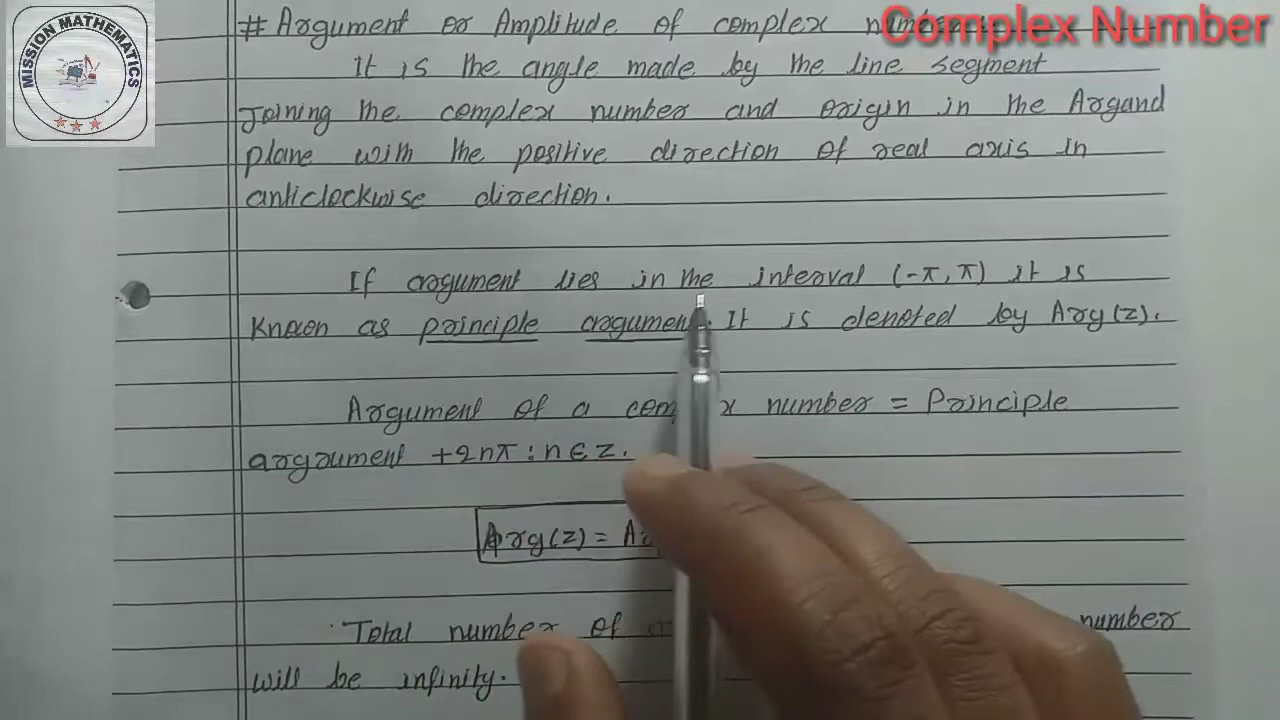 MISSION MATHEMATICS
Complex Number
# Argument or Amplitude of complex
It is the angle made by the line segment
Joining the complex number and origin in the Argand
plane with the positive direction of real axis in
anticlockwise direction.
If argument lies in the interval (-π, π) it is
known as principle argument. It is denoted by Arg(z).
Argument of a number = Principle
argrument +2nπ : n ∈ z.
Arg(z) =
Total number of number
will be infinity.